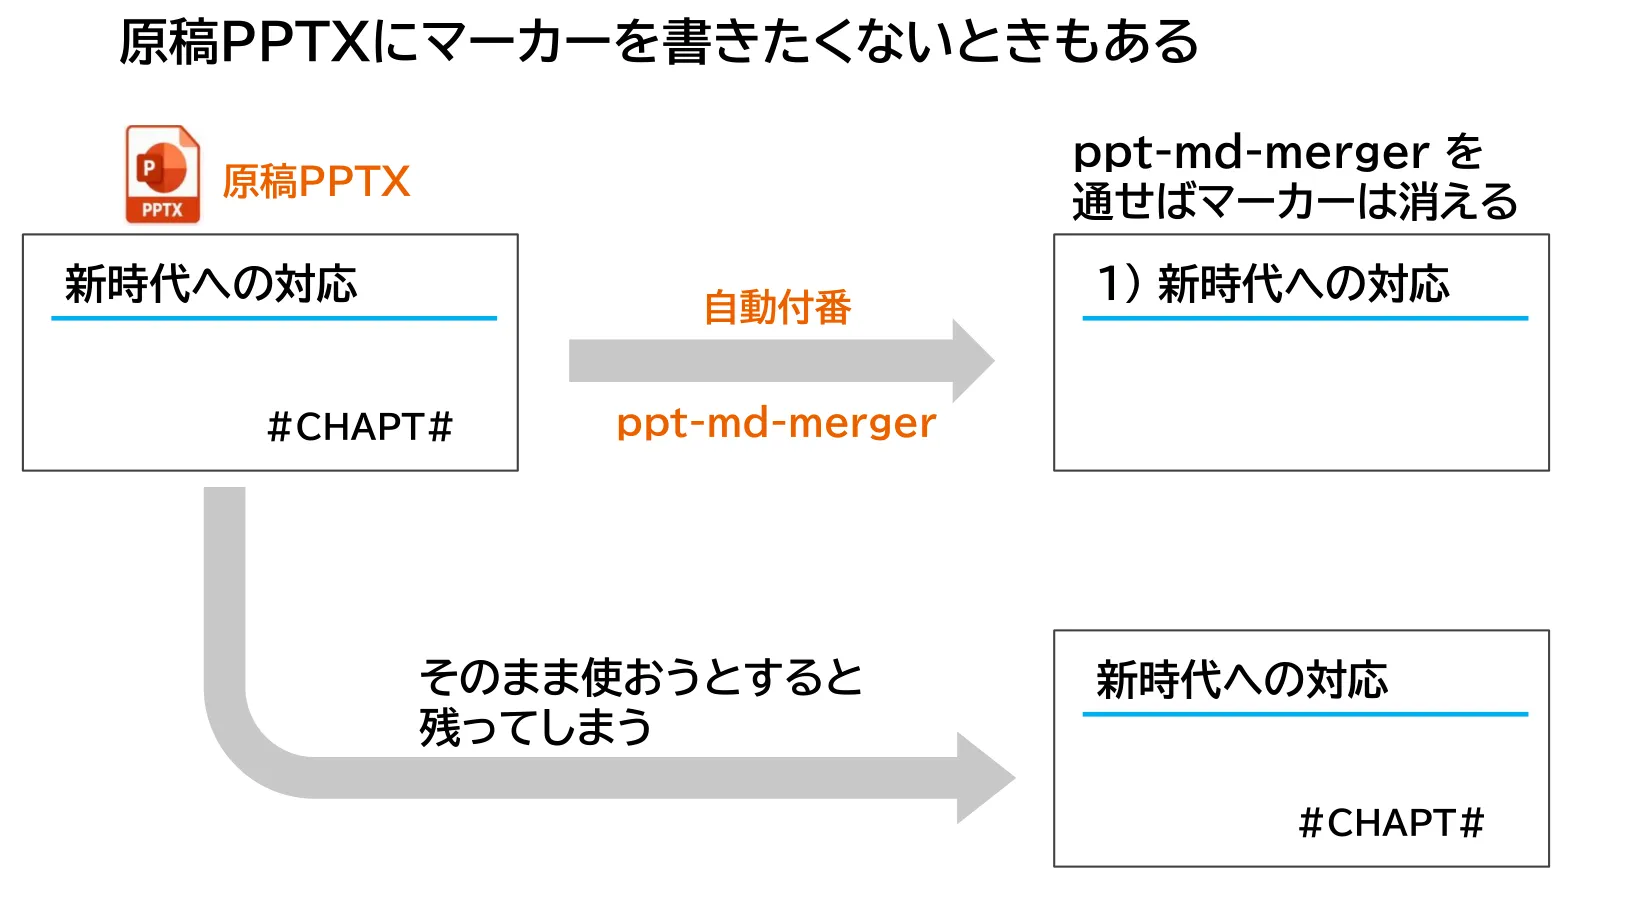 原稿PPTXにマーカーを書きたくないときもある
P
PPTX
原稿PPTX
ppt-md-merger を
通せばマーカーは消える
新時代への対応
#CHAPT#
自動付番
ppt-md-merger
1）新時代への対応
そのまま使おうとすると
残ってしまう
新時代への対応
#CHAPT#